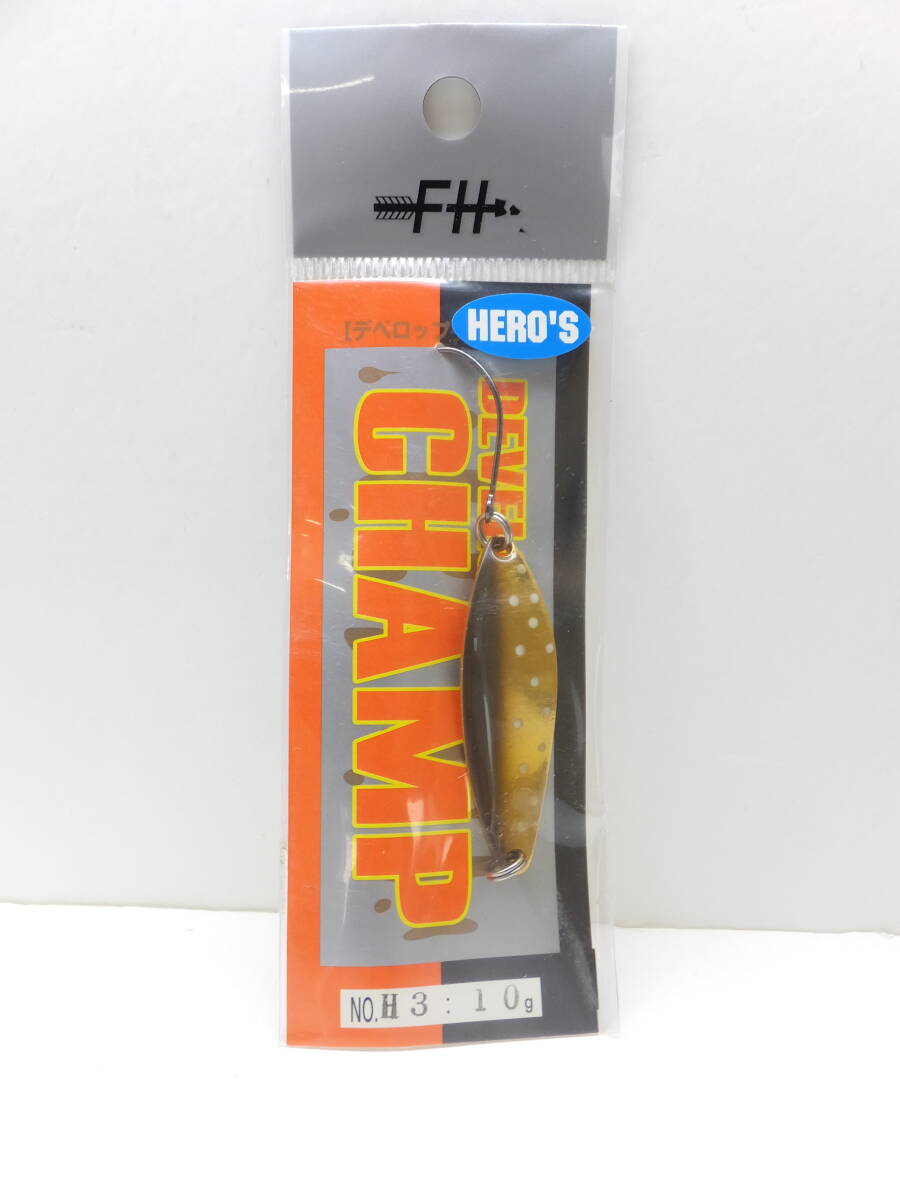 FH
【デベロップ
HERO'S
DEVEL
CHAMP
NO.H3:10g